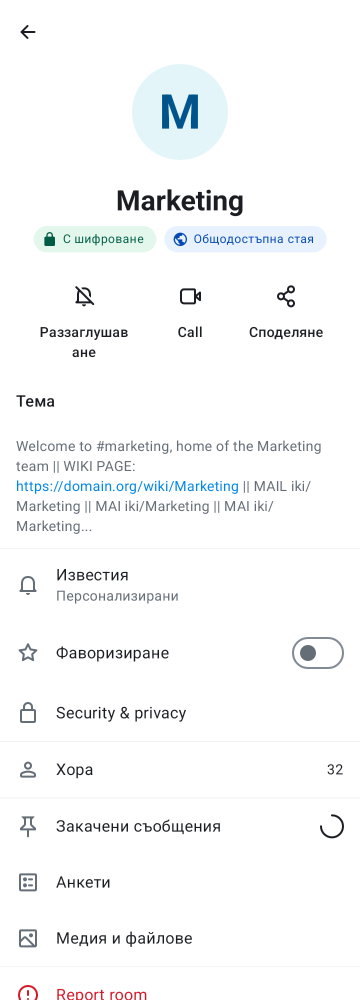 M
Marketing
С шифроване
Общодостъпна стая
Раззаглушав
ане
Call
Споделяне
Тема
Welcome to #marketing, home of the Marketing
team || WIKI PAGE:
https://domain.org/wiki/Marketing || MAIL iki/
Marketing || MAI iki/Marketing || MAI iki/
Marketing...
Известия
Персонализирани
Фаворизиране
Security & privacy
Хора
32
Закачени съобщения
Анкети
Медия и файлове
Report room